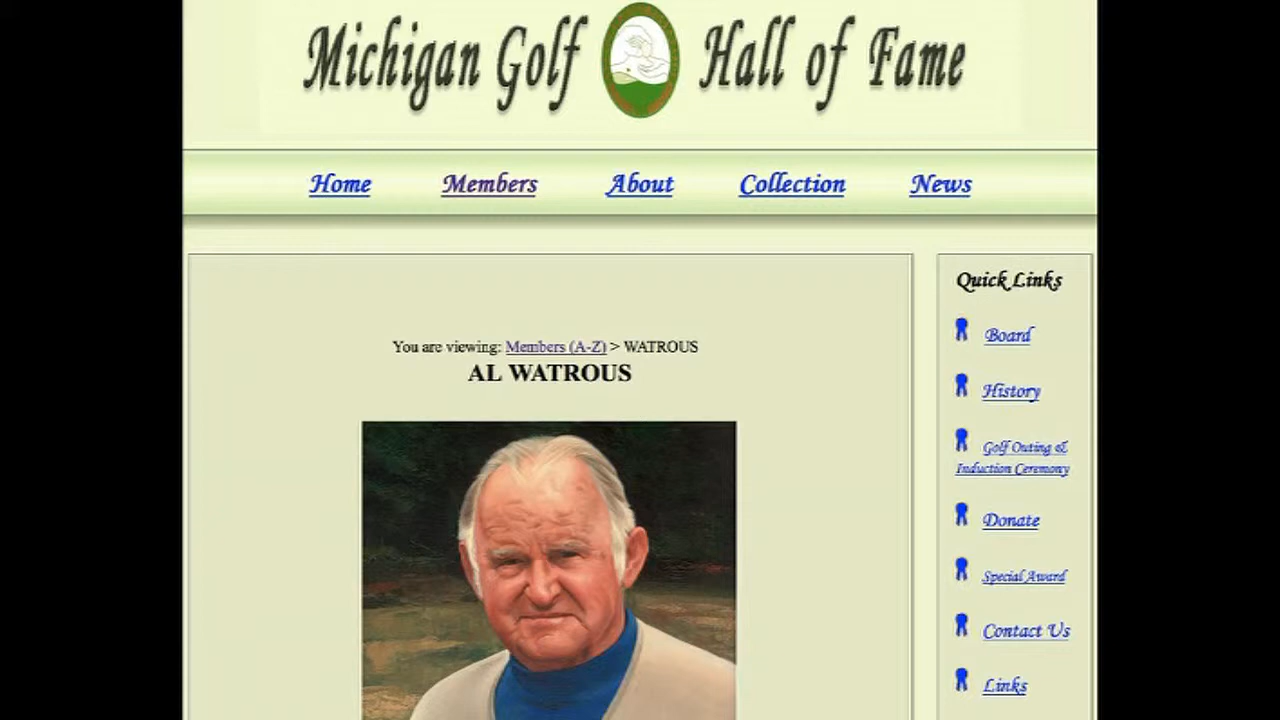 Michigan Golf Hall of Fame
Home Members About Collection News
You are viewing: Members (A-Z) > WATROUS
AL WATROUS
Quick Links
Board
History
Golf Outing &
Induction Ceremony
Donate
Special Award
Contact Us
Links